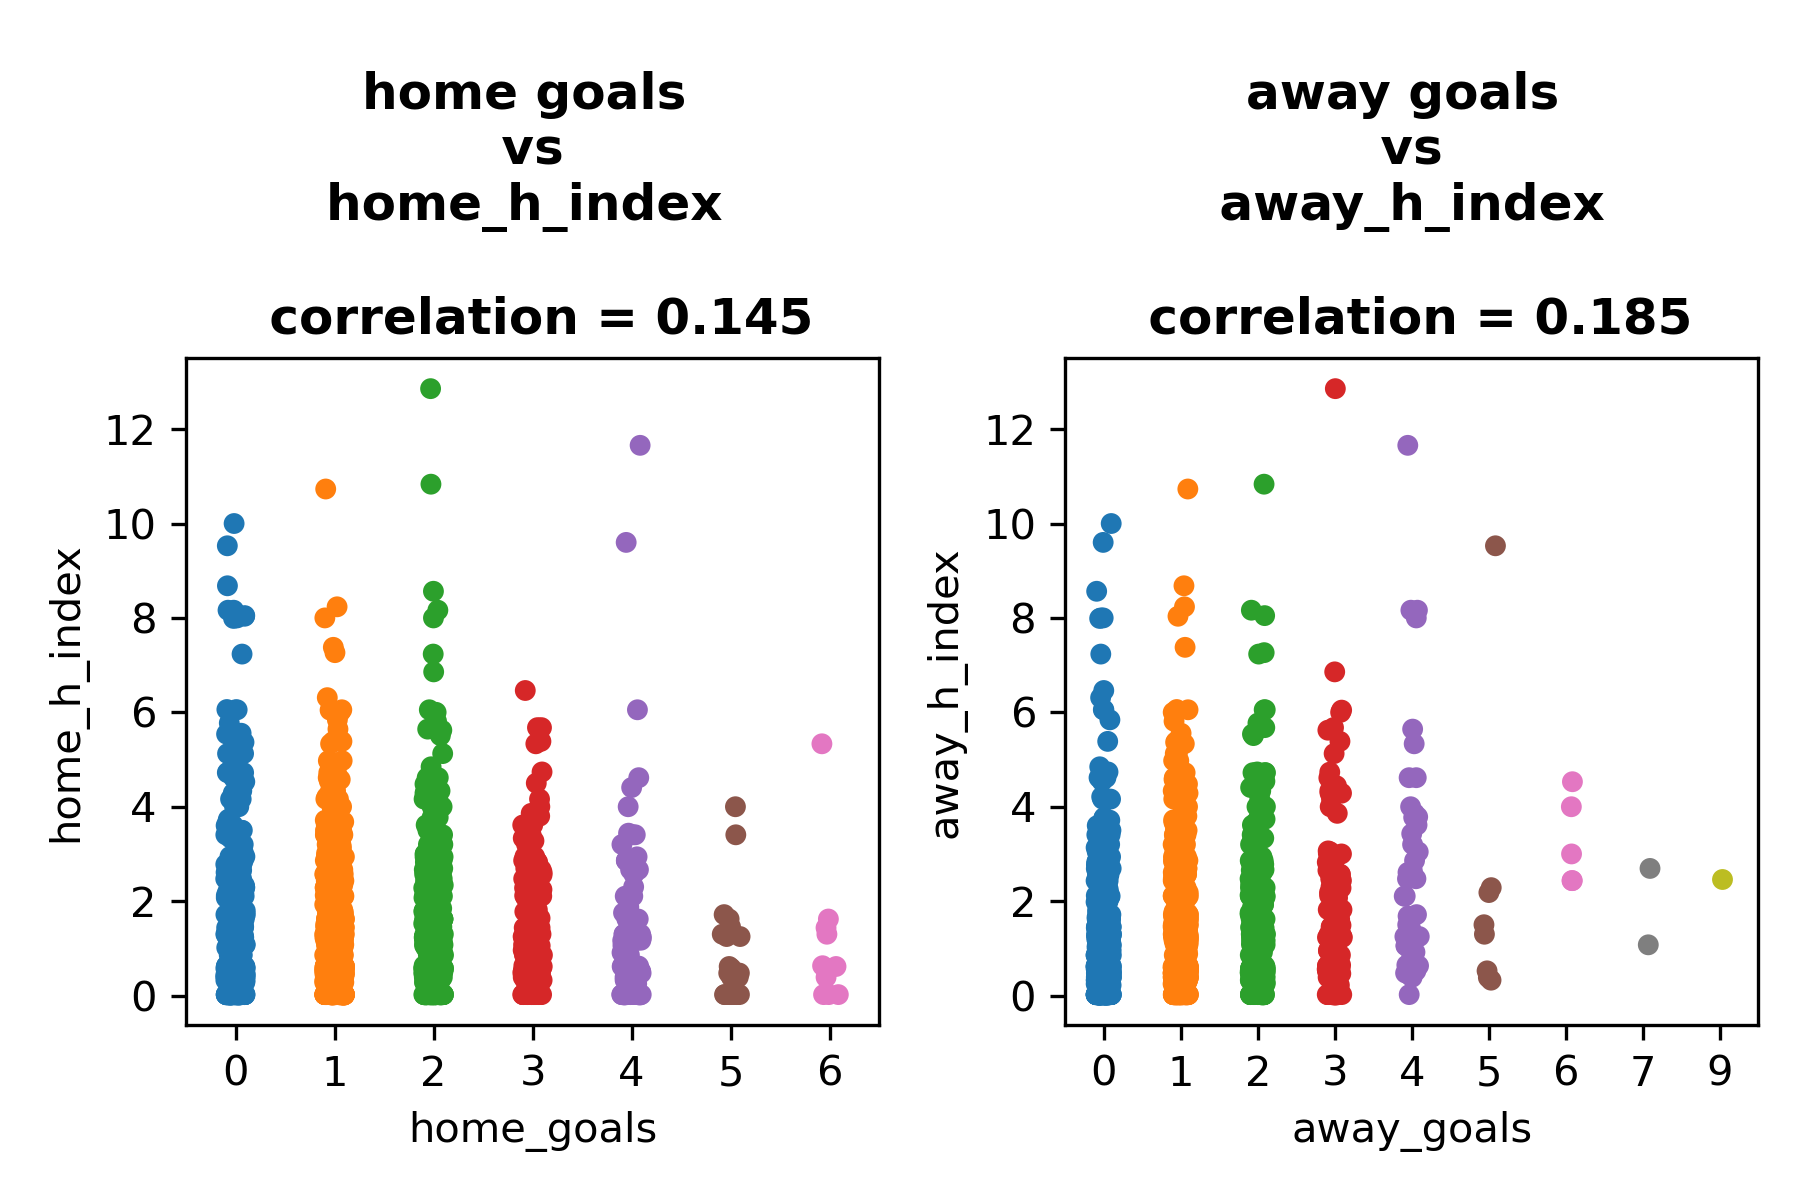 home goals
vs
home_h_index
correlation = 0.145
12
10
8
6
4
2
0
home_h_index
0 1 2 3 4 5 6
home_goals
away goals
vs
away_h_index
correlation = 0.185
12
10
8
6
4
2
0
away_h_index
0 1 2 3 4 5 6 7 9
away_goals